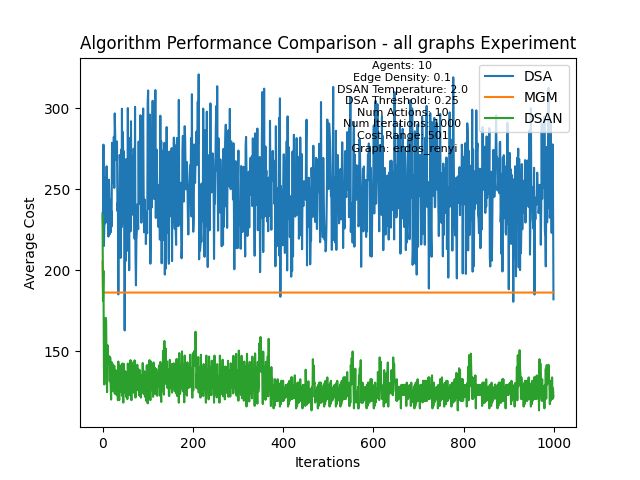 Algorithm Performance Comparison - all graphs Experiment
Agents: 10
Edge Density: 0.1
DSAN Temperature: 2.0
DSA Threshold: 0.25
Num Actions: 10
Num Iterations: 1000
Cost Range: 501
Graph: erdos_renyi
DSA
MGM
DSAN
Average Cost
300
250
200
150
0
200
400
600
800
1000
Iterations